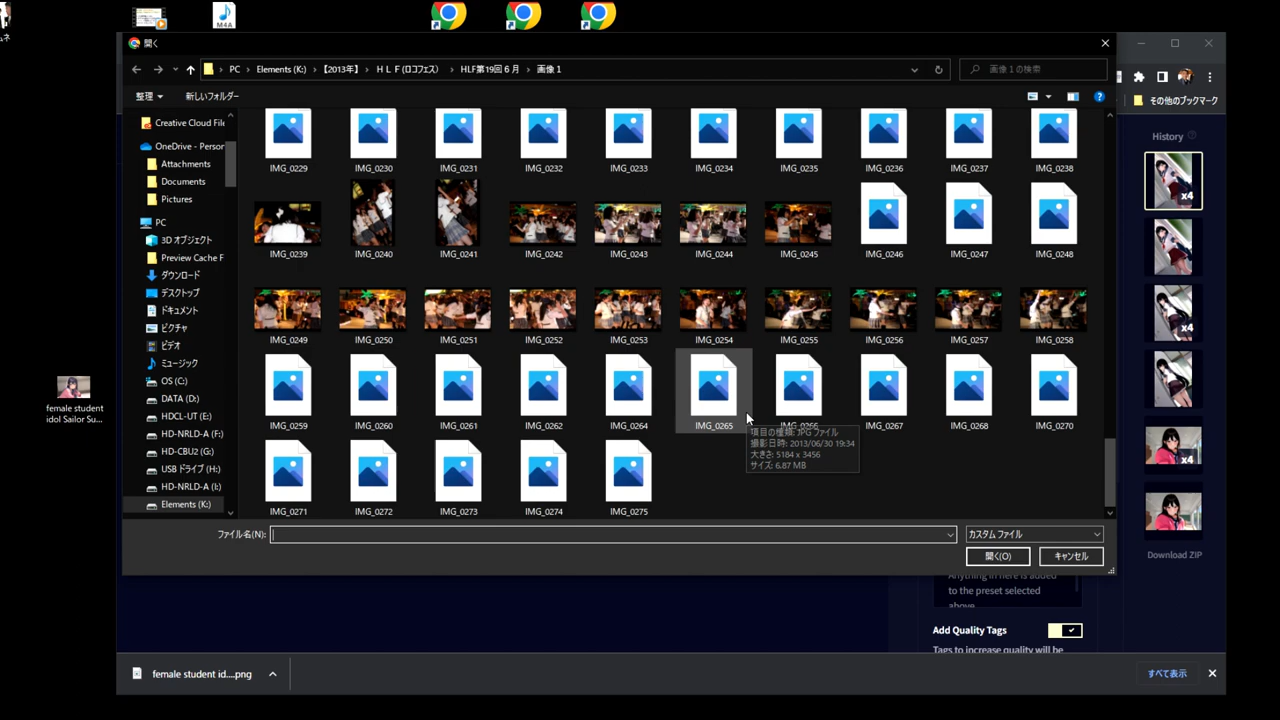 ネ
M4A
開く
PC > Elements (K:) > 【2013年】 > ＨＬＦ(ロコフェス) > HLF第19回６月 > 画像１
画像１の検索
整理
新しいフォルダー
その他のブックマーク
Creative Cloud File
OneDrive - Person
Attachments
Documents
Pictures
PC
3D オブジェクト
Preview Cache F
ダウンロード
デスクトップ
ドキュメント
ピクチャ
ビデオ
ミュージック
OS (C:)
DATA (D:)
HDCL-UT (E:)
HD-NRLD-A (F:)
HD-CBU2 (G:)
USB ドライブ (H:)
HD-NRLD-A (I:)
Elements (K:)
IMG_0229 IMG_0230 IMG_0231 IMG_0232 IMG_0233 IMG_0234 IMG_0235 IMG_0236 IMG_0237 IMG_0238
IMG_0239 IMG_0240 IMG_0241 IMG_0242 IMG_0243 IMG_0244 IMG_0245 IMG_0246 IMG_0247 IMG_0248
IMG_0249 IMG_0250 IMG_0251 IMG_0252 IMG_0253 IMG_0254 IMG_0255 IMG_0256 IMG_0257 IMG_0258
IMG_0259 IMG_0260 IMG_0261 IMG_0262 IMG_0264 IMG_0265 IMG_0266 IMG_0267 IMG_0268 IMG_0270
項目の種類: JPG ファイル
撮影日時: 2013/06/30 19:34
大きさ: 5184 x 3456
サイズ: 6.87 MB
IMG_0271 IMG_0272 IMG_0273 IMG_0274 IMG_0275
ファイル名(N):
カスタム ファイル
開く(O)
キャンセル
female student
idol Sailor Su...
History
x4
x4
x4
Download ZIP
Anything in here is added
to the preset selected
above.
Add Quality Tags
Tags to increase quality will be
female student id....png
すべて表示